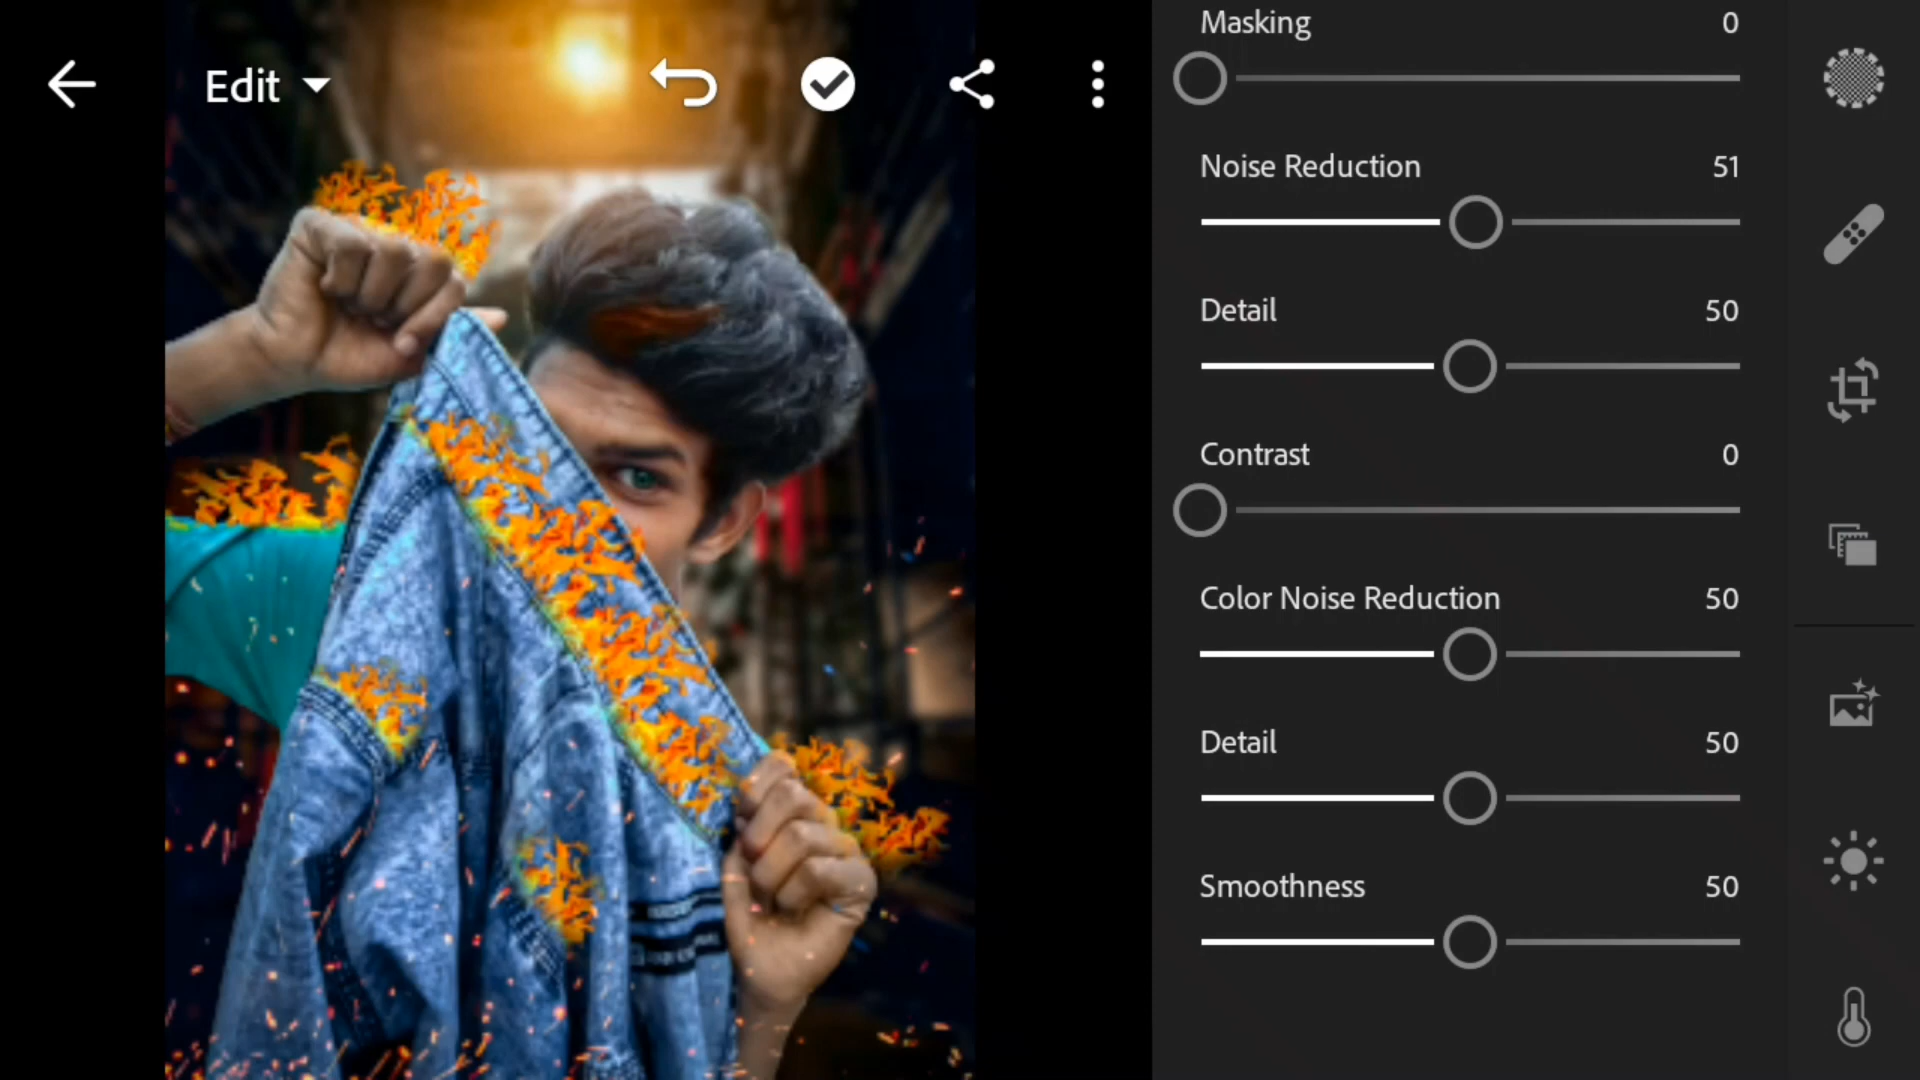 Edit
Masking 0
Noise Reduction 51
Detail 50
Contrast 0
Color Noise Reduction 50
Detail 50
Smoothness 50